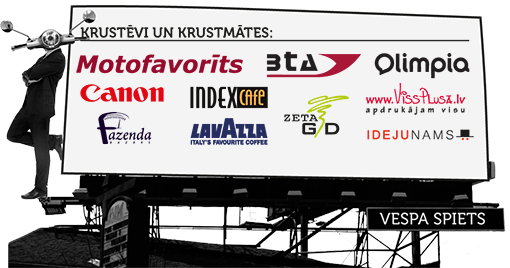 KRUSTĒVI UN KRUSTMĀTES:
Motofavorīts BTA Olimpia
Canon INDEXCAFE ZETA GD www.VissPlusā.lv
apdrukājam visu
Fazenda LAVAZZA IDEJUNAMS
ITALY'S FAVOURITE COFFEE
VESPA SPIETS